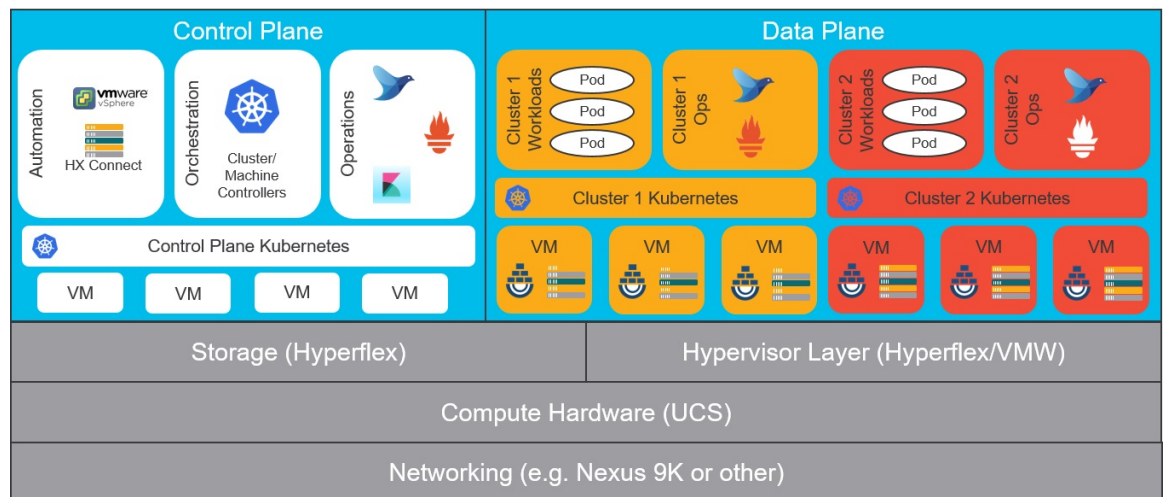 Control Plane
Data Plane
Automation
vmware
vSphere
HX Connect
Orchestration
Cluster/
Machine
Controllers
Operations
Cluster 1
Workloads
Pod
Pod
Pod
Cluster 1
Ops
Cluster 2
Workloads
Pod
Pod
Pod
Cluster 2
Ops
Control Plane Kubernetes
Cluster 1 Kubernetes
Cluster 2 Kubernetes
VM
VM
VM
VM
VM
VM
VM
VM
VM
VM
Storage (Hyperflex)
Hypervisor Layer (Hyperflex/VMW)
Compute Hardware (UCS)
Networking (e.g. Nexus 9K or other)